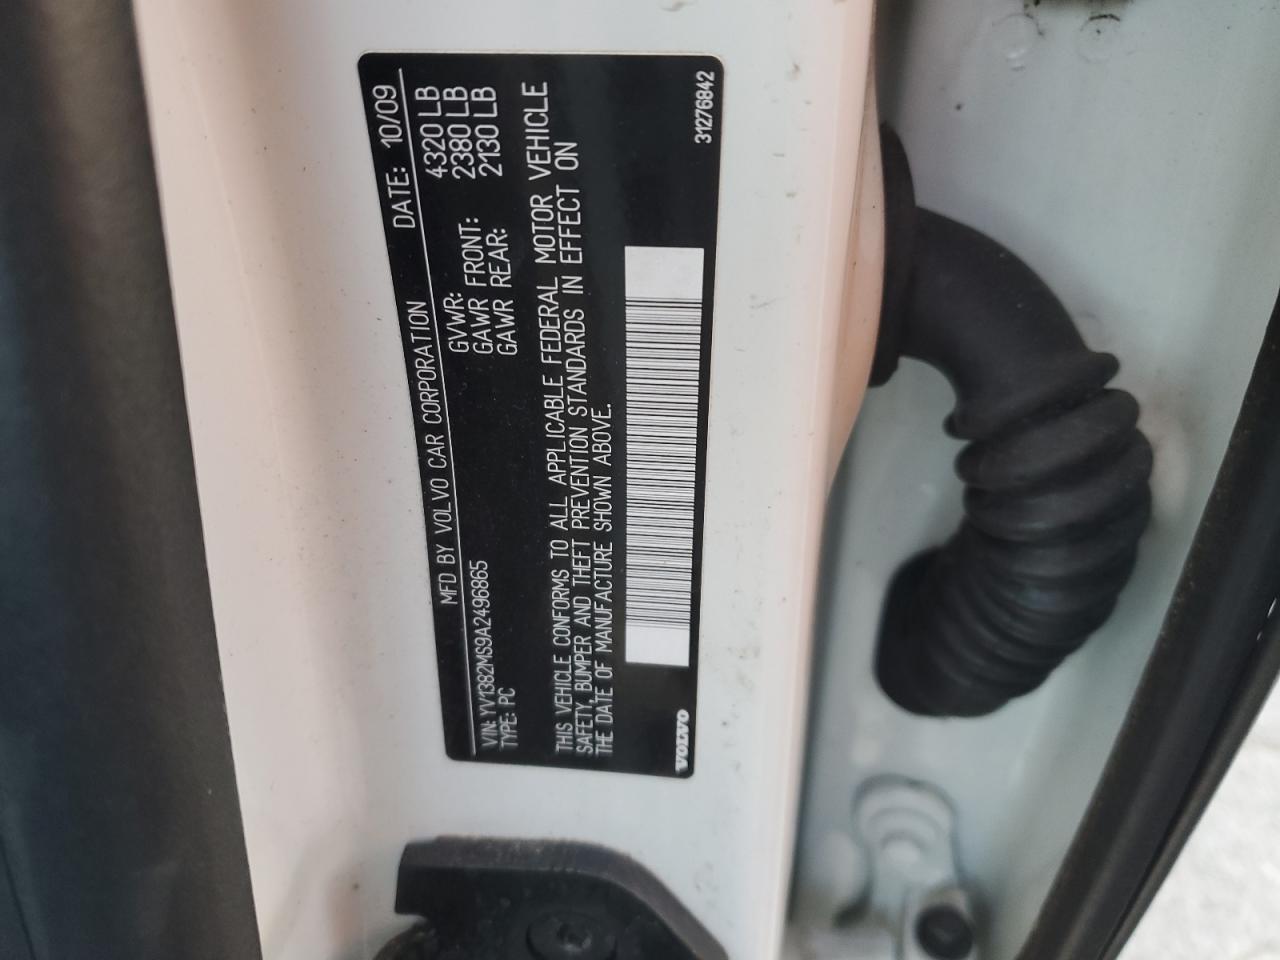 MFD BY VOLVO CAR CORPORATION DATE: 10/09
GVWR: 4320 LB
GAWR FRONT: 2380 LB
GAWR REAR: 2130 LB
VIN: YV1382MS9A2496865
TYPE: PC
THIS VEHICLE CONFORMS TO ALL APPLICABLE FEDERAL MOTOR VEHICLE
SAFETY, BUMPER AND THEFT PREVENTION STANDARDS IN EFFECT ON
THE DATE OF MANUFACTURE SHOWN ABOVE.
VOLVO 31276842